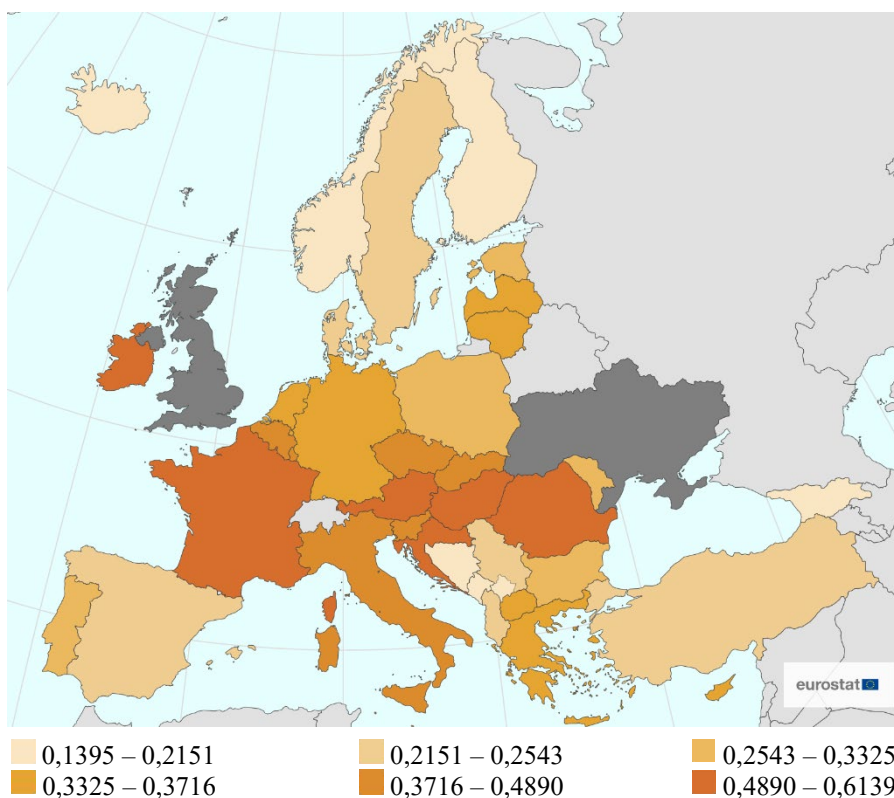 eurostat
0,1395 – 0,2151
0,2151 – 0,2543
0,2543 – 0,3325
0,3325 – 0,3716
0,3716 – 0,4890
0,4890 – 0,6139